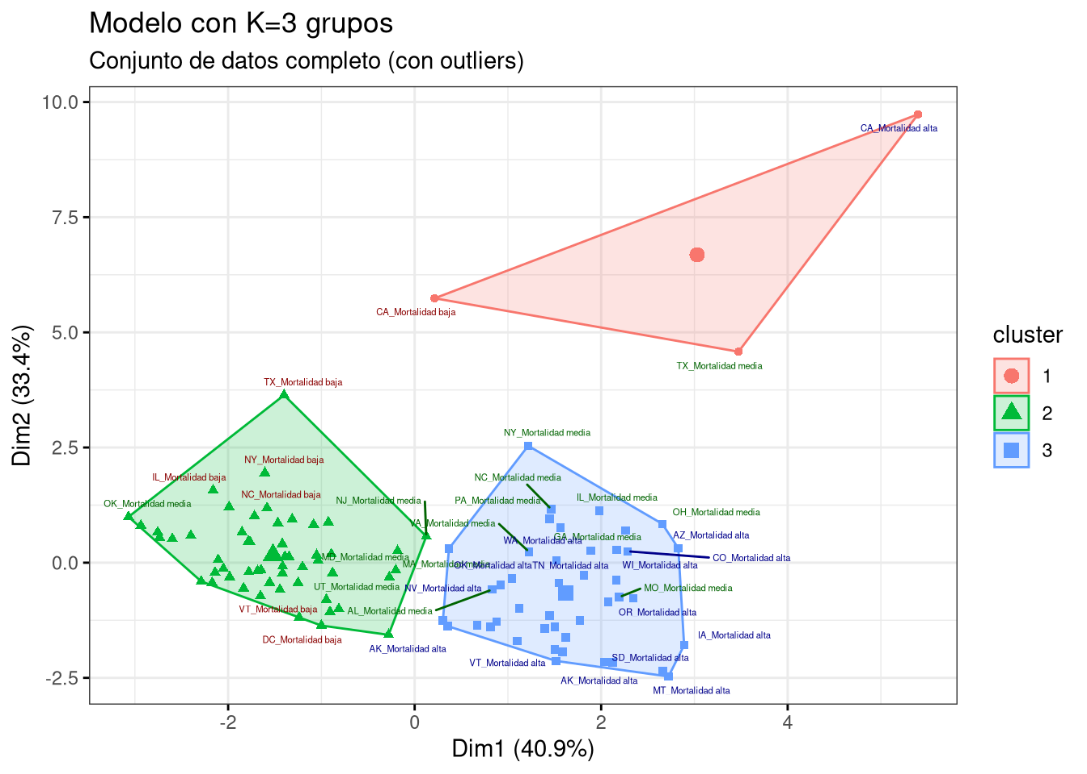 Modelo con K=3 grupos
Conjunto de datos completo (con outliers)
10.0
7.5
5.0
2.5
0.0
-2.5
Dim2 (33.4%)
CA_Mortalidad alta
CA_Mortalidad baja
TX_Mortalidad media
TX_Mortalidad baja
NY_Mortalidad media
NY_Mortalidad baja
IL_Mortalidad baja
NC_Mortalidad media
NC_Mortalidad baja
IL_Mortalidad media
OK_Mortalidad media
NJ_Mortalidad media
PA_Mortalidad media
OH_Mortalidad media
VA_Mortalidad media
GA_Mortalidad media
AZ_Mortalidad alta
WA_Mortalidad alta
MD_Mortalidad media
MA_Mortalidad media
OK_Mortalidad alta
TN_Mortalidad media
WI_Mortalidad alta
CO_Mortalidad alta
UT_Mortalidad media
NV_Mortalidad alta
MO_Mortalidad media
VT_Mortalidad baja
AL_Mortalidad media
OR_Mortalidad alta
DC_Mortalidad baja
AK_Mortalidad alta
IA_Mortalidad alta
VT_Mortalidad alta
SD_Mortalidad alta
AK_Mortalidad alta
MT_Mortalidad alta
-2
0
2
4
Dim1 (40.9%)
cluster
1
2
3